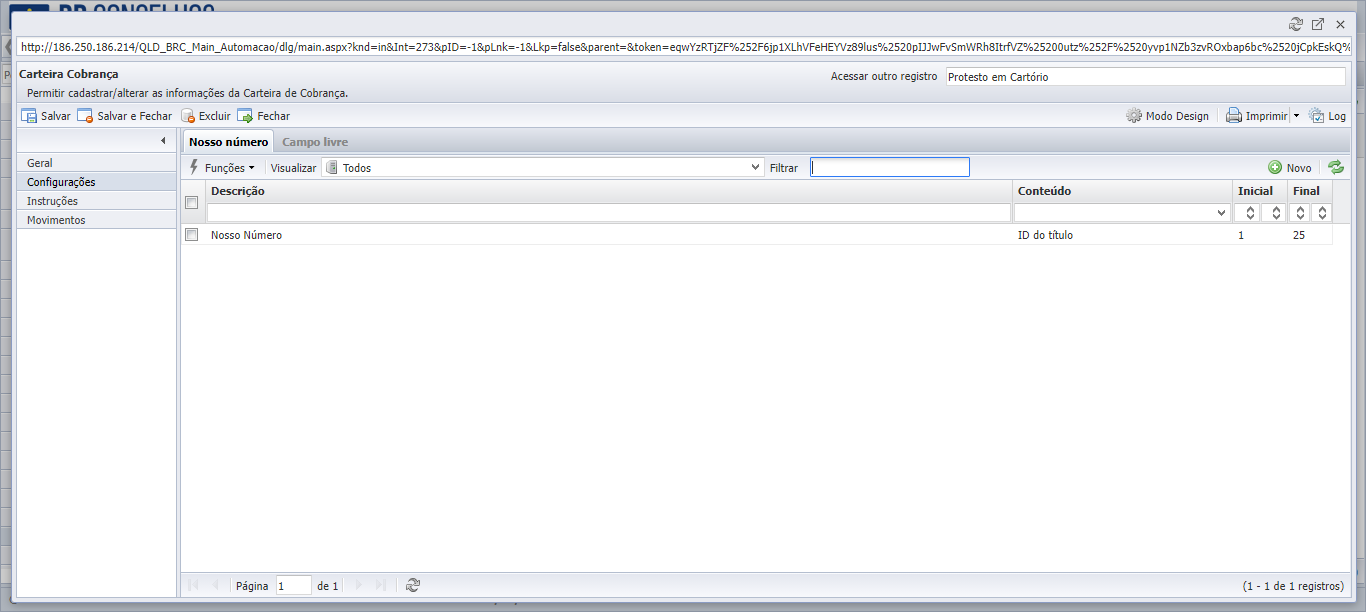 http://186.250.186.214/QLD_BRC_Main_Automacao/dlg/main.aspx?knd=in&Int=273&pID=-1&pLnk=-1&Lkp=false&parent=&token=eqwYzRTjZF%252F6jp1XLhVFeHEYVz89lus%2520pIJJwFvSmWRh8ItrfVZ%25200utz%252F%2520yvp1NZb3zvROxbap6bc%2520jCpkEskQ%
Carteira Cobrança
Acessar outro registro Protesto em Cartório
Permitir cadastrar/alterar as informações da Carteira de Cobrança.
Salvar Salvar e Fechar Excluir Fechar Modo Design Imprimir Log
Nosso número Campo livre
Geral
Configurações
Instruções
Movimentos
Funções Visualizar Todos Filtrar Novo
Descrição Conteúdo Inicial Final
Nosso Número ID do título 1 25
Página 1 de 1 (1 - 1 de 1 registros)